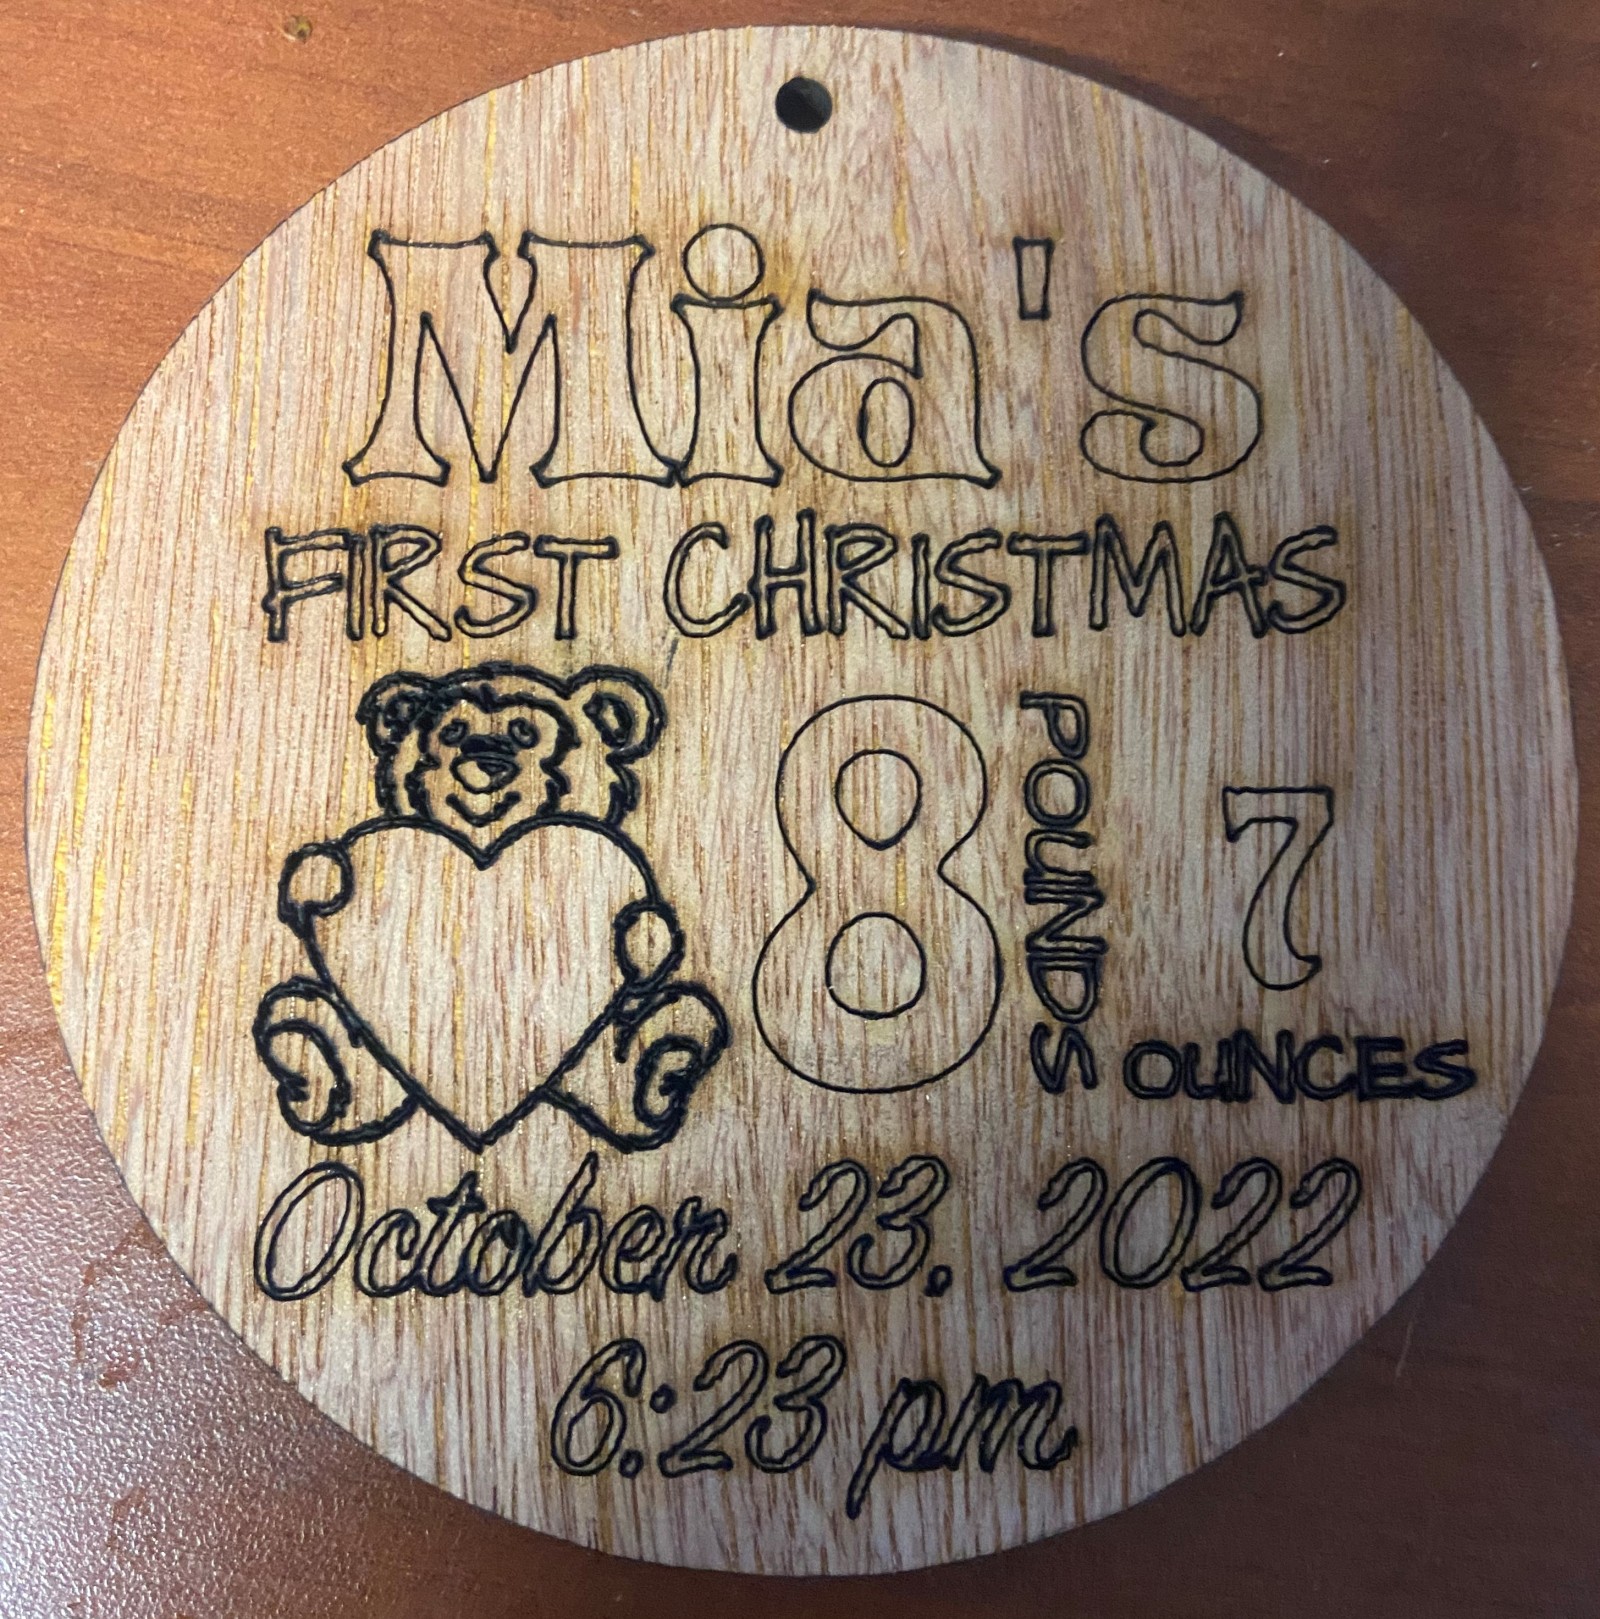 Mia's
FIRST CHRISTMAS
8 POUNDS
7 OUNCES
October 23, 2022
6:23 pm